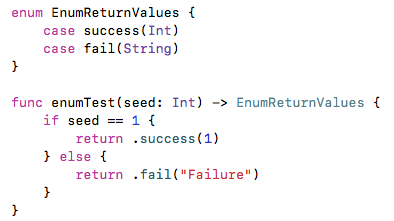 enum EnumReturnValues {
    case success(Int)
    case fail(String)
}

func enumTest(seed: Int) -> EnumReturnValues {
    if seed == 1 {
        return .success(1)
    } else {
        return .fail("Failure")
    }
}